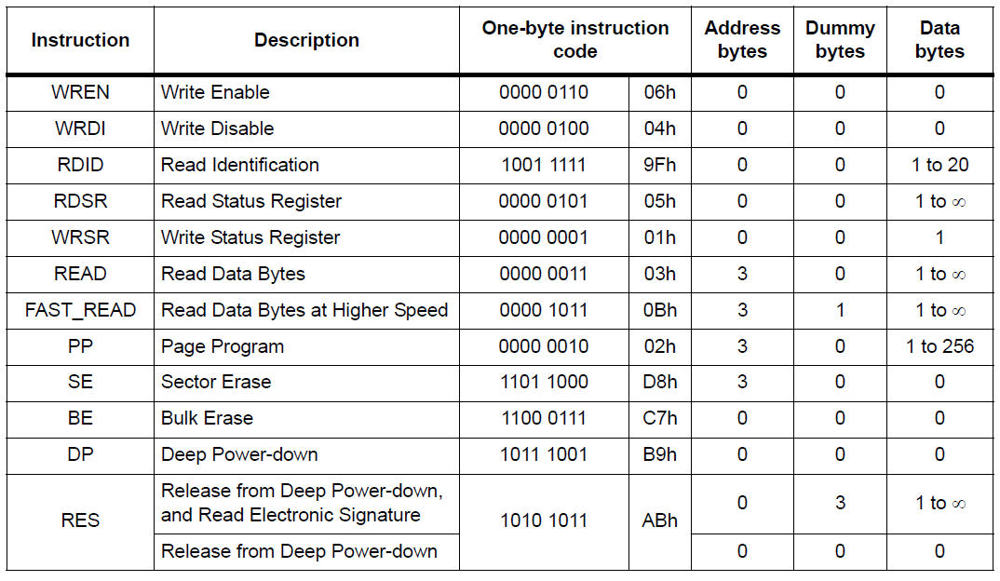 Instruction Description One-byte instruction code Address bytes Dummy bytes Data bytes
WREN Write Enable 0000 0110 06h 0 0 0
WRDI Write Disable 0000 0100 04h 0 0 0
RDID Read Identification 1001 1111 9Fh 0 0 1 to 20
RDSR Read Status Register 0000 0101 05h 0 0 1 to ∞
WRSR Write Status Register 0000 0001 01h 0 0 1
READ Read Data Bytes 0000 0011 03h 3 0 1 to ∞
FAST_READ Read Data Bytes at Higher Speed 0000 1011 0Bh 3 1 1 to ∞
PP Page Program 0000 0010 02h 3 0 1 to 256
SE Sector Erase 1101 1000 D8h 3 0 0
BE Bulk Erase 1100 0111 C7h 0 0 0
DP Deep Power-down 1011 1001 B9h 0 0 0
RES Release from Deep Power-down, and Read Electronic Signature 1010 1011 ABh 0 3 1 to ∞
Release from Deep Power-down 0 0 0